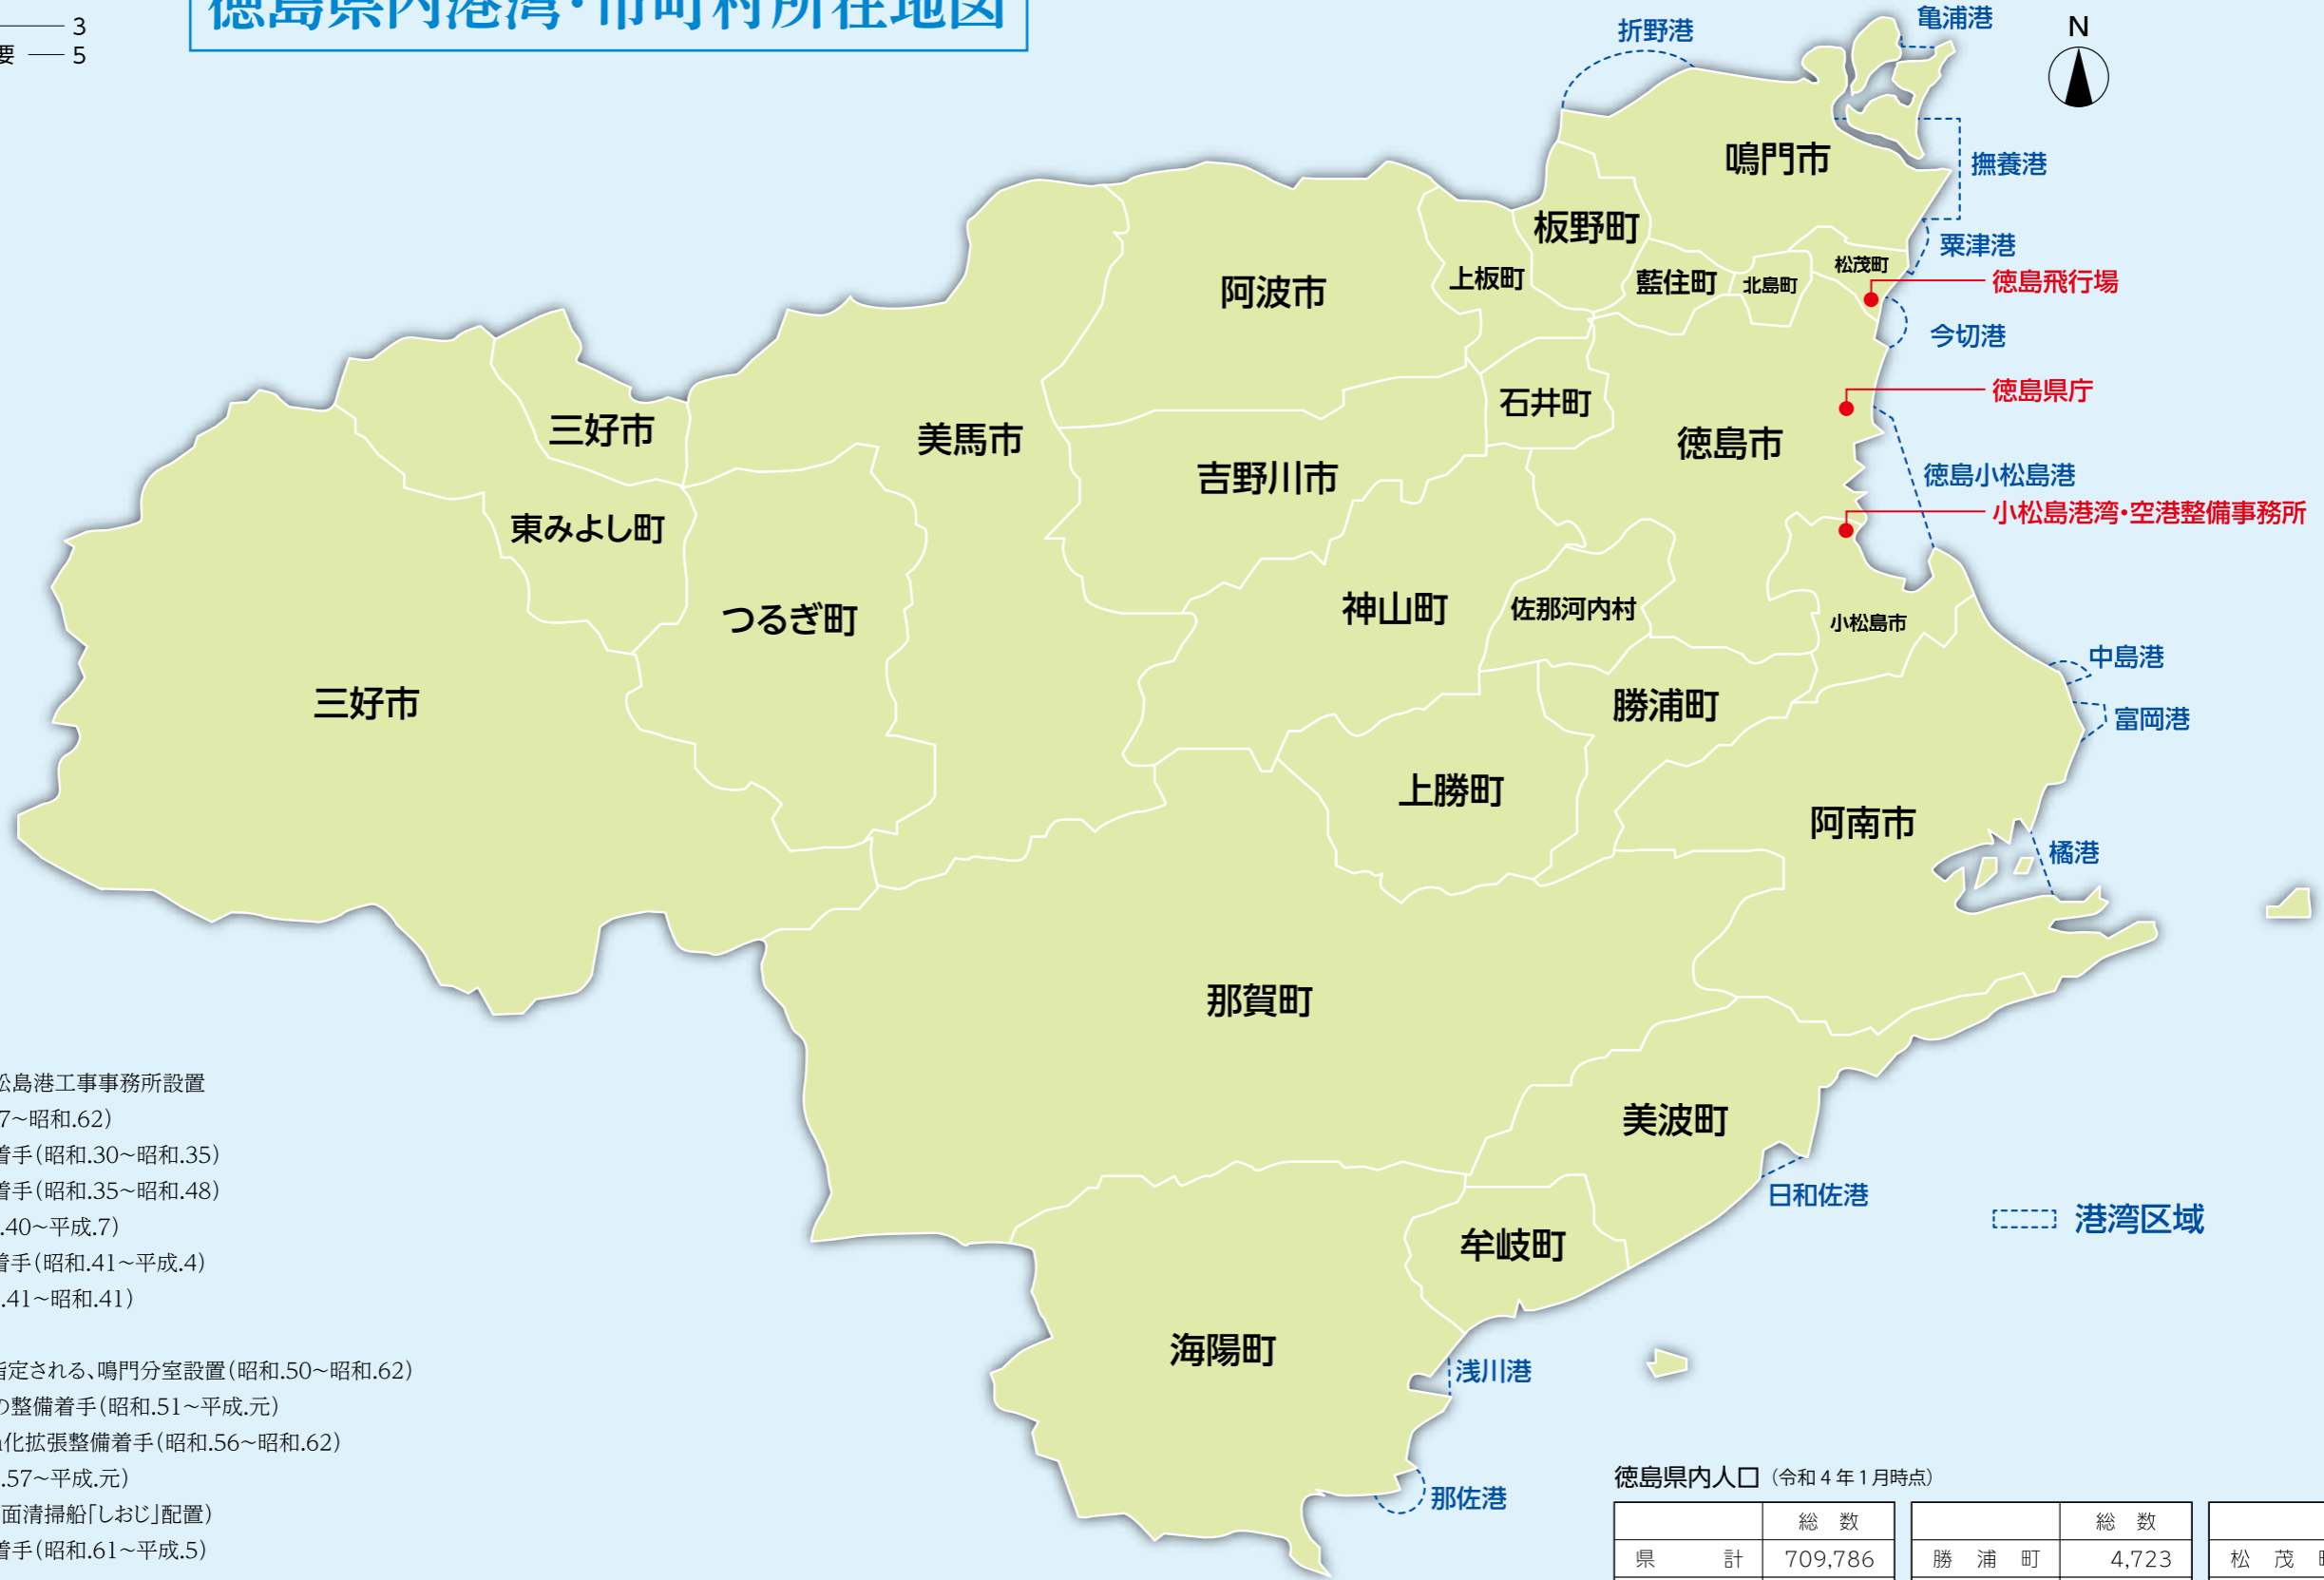 3
要 5
徳島県内港湾・市町村所在地図
N
折野港
亀浦港
鳴門市
撫養港
板野町
粟津港
松茂町
阿波市
上板町
藍住町
北島町
徳島飛行場
今切港
石井町
徳島県庁
三好市
美馬市
徳島市
吉野川市
徳島小松島港
小松島港湾・空港整備事務所
東みよし町
つるぎ町
神山町
佐那河内村
小松島市
中島港
三好市
勝浦町
富岡港
上勝町
阿南市
橘港
那賀町
美波町
日和佐港
港湾区域
牟岐町
海陽町
浅川港
那佐港
松島港工事事務所設置
7~昭和.62)
着手(昭和.30~昭和.35)
着手(昭和.35~昭和.48)
.40~平成.7)
着手(昭和.41~平成.4)
.41~昭和.41)
指定される、鳴門分室設置(昭和.50~昭和.62)
の整備着手(昭和.51~平成.元)
化拡張整備着手(昭和.56~昭和.62)
.57~平成.元)
面清掃船「しおじ」配置)
着手(昭和.61~平成.5)
徳島県内人口(令和4年1月時点)
総 数 総 数
県 計 709,786 勝 浦 町 4,723 松 茂